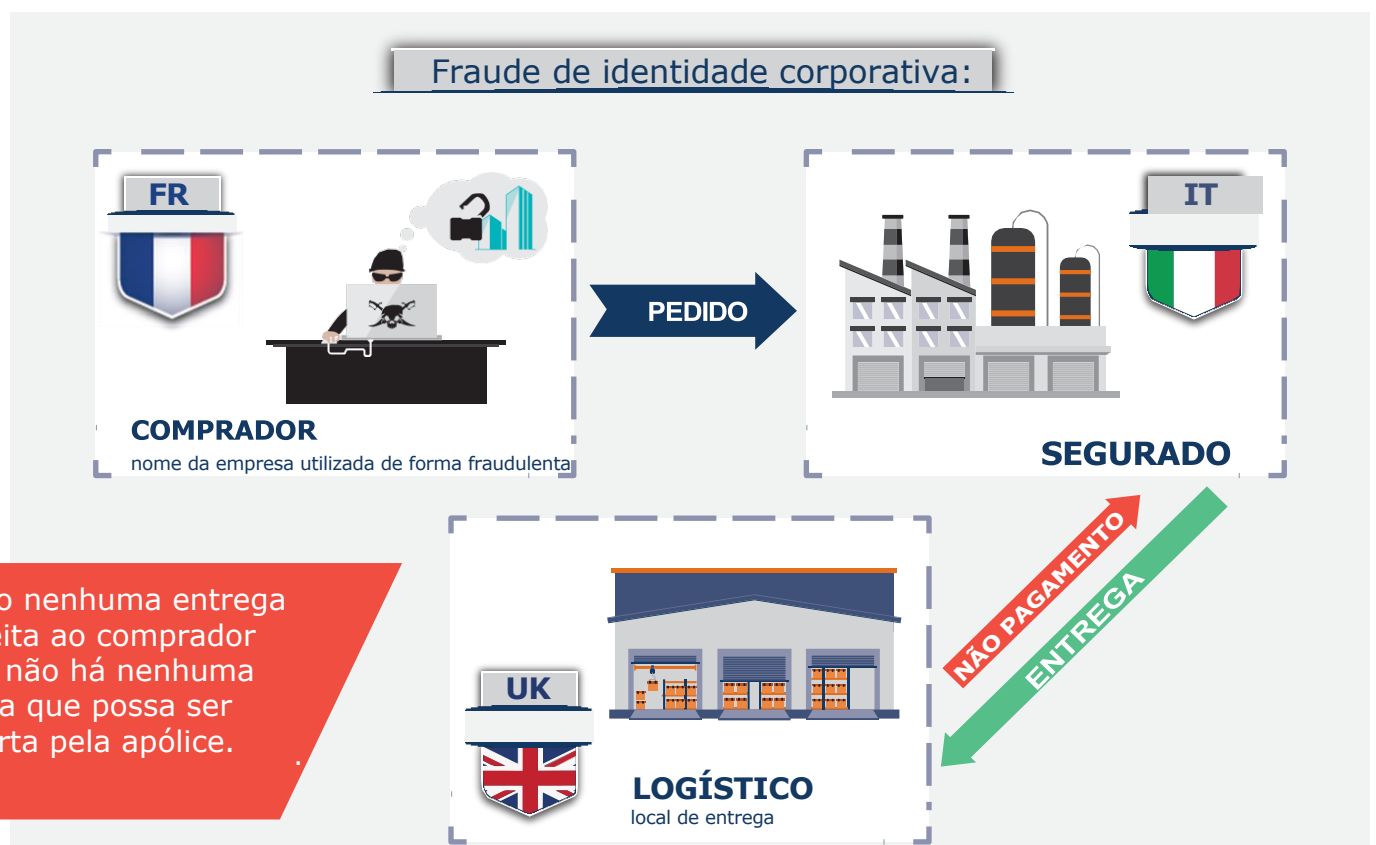 Fraude de identidade corporativa:
FR
IT
PEDIDO
COMPRADOR
nome da empresa utilizada de forma fraudulenta
SEGURADO
NÃO PAGAMENTO
ENTREGA
o nenhuma entrega
eita ao comprador
não há nenhuma
a que possa ser
rta pela apólice.
.
UK
LOGÍSTICO
local de entrega